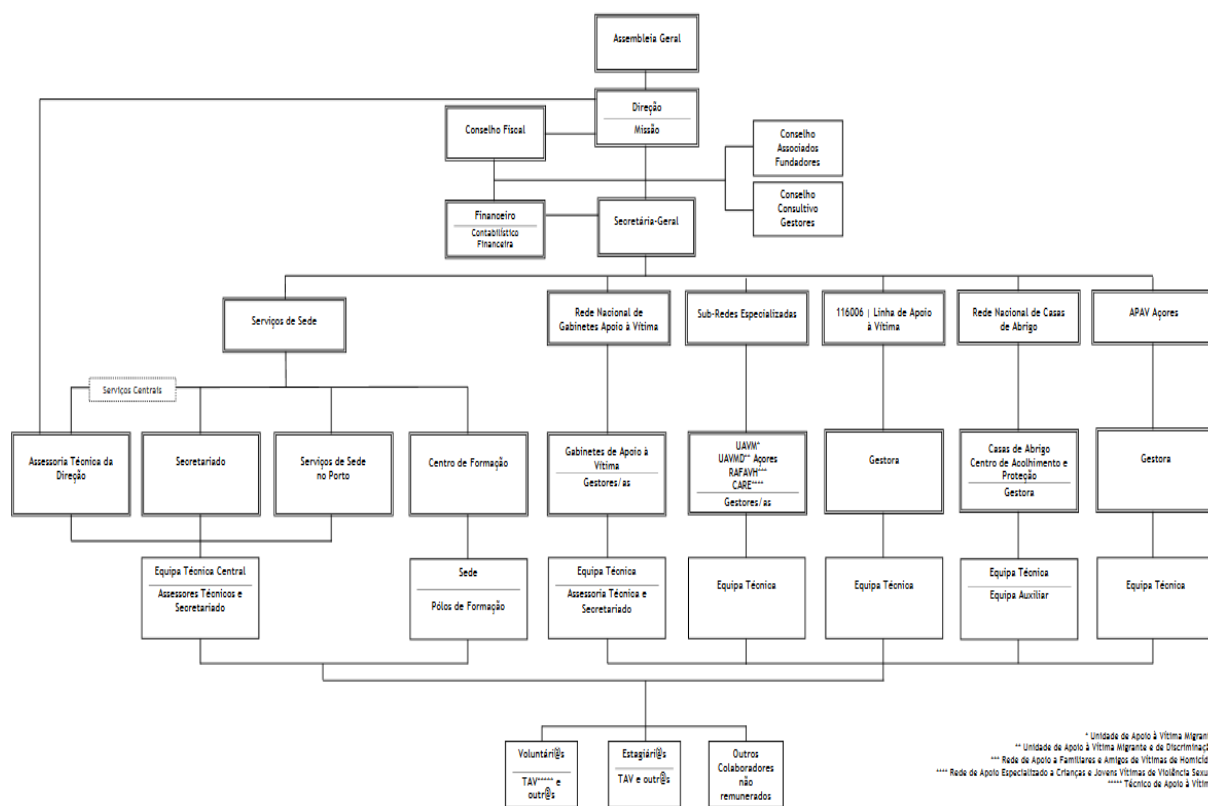 Assembleia Geral
Direção
Missão
Conselho Fiscal
Conselho
Associados
Fundadores
Conselho
Consultivo
Gestores
Financeiro
Contabilístico
Financeira
Secretária-Geral
Serviços de Sede
Rede Nacional de
Gabinetes Apoio à
Vítima
Sub-Redes Especializadas
116006 | Linha de Apoio
à Vítima
Rede Nacional de Casas
de Abrigo
APAV Açores
Serviços Centrais
Assessoria Técnica da
Direção
Secretariado
Serviços de Sede
no Porto
Centro de Formação
Gabinetes de Apoio à
Vítima
Gestores/as
UAVM*
UAVMD** Açores
RAFAVH***
CARE****
Gestores/as
Gestora
Casas de Abrigo
Centro de Acolhimento e
Proteção
Gestora
Gestora
Equipa Técnica Central
Assessores Técnicos e
Secretariado
Sede
Pólos de Formação
Equipa Técnica
Assessoria Técnica e
Secretariado
Equipa Técnica
Equipa Técnica
Equipa Técnica
Equipa Auxiliar
Equipa Técnica
Voluntári@s
TAV***** e
outr@s
Estagiári@s
TAV e outr@s
Outros
Colaboradores
não
remunerados
* Unidade de Apoio à Vítima Migran
** Unidade de Apoio à Vítima Migrante e de Discriminaçã
*** Rede de Apoio a Familiares e Amigos de Vítimas de Homicíd
**** Rede de Apoio Especializado a Crianças e Jovens Vítimas de Violência Sexu
***** Técnico de Apoio à Vítim